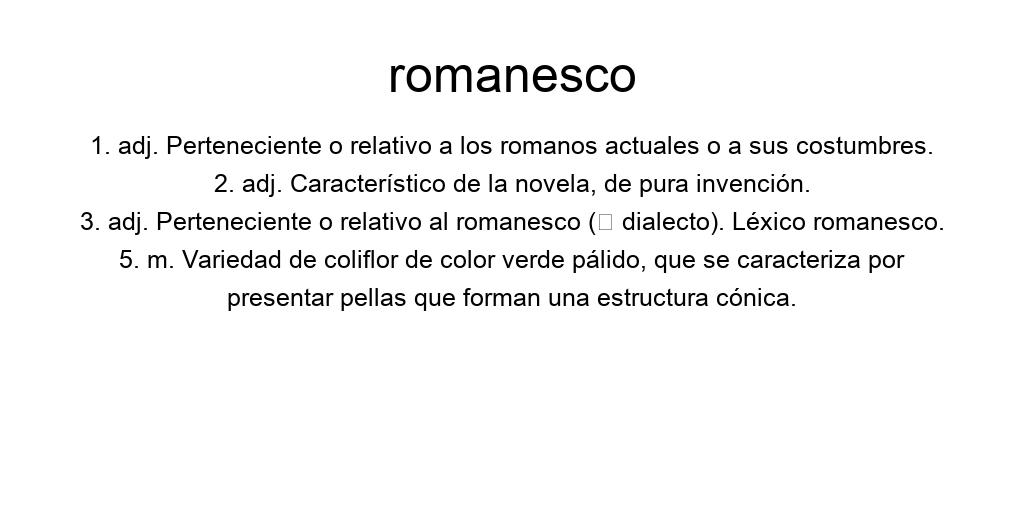 romanesco
1. adj. Perteneciente o relativo a los romanos actuales o a sus costumbres.
2. adj. Característico de la novela, de pura invención.
3. adj. Perteneciente o relativo al romanesco (□ dialecto). Léxico romanesco.
5. m. Variedad de coliflor de color verde pálido, que se caracteriza por
presentar pellas que forman una estructura cónica.